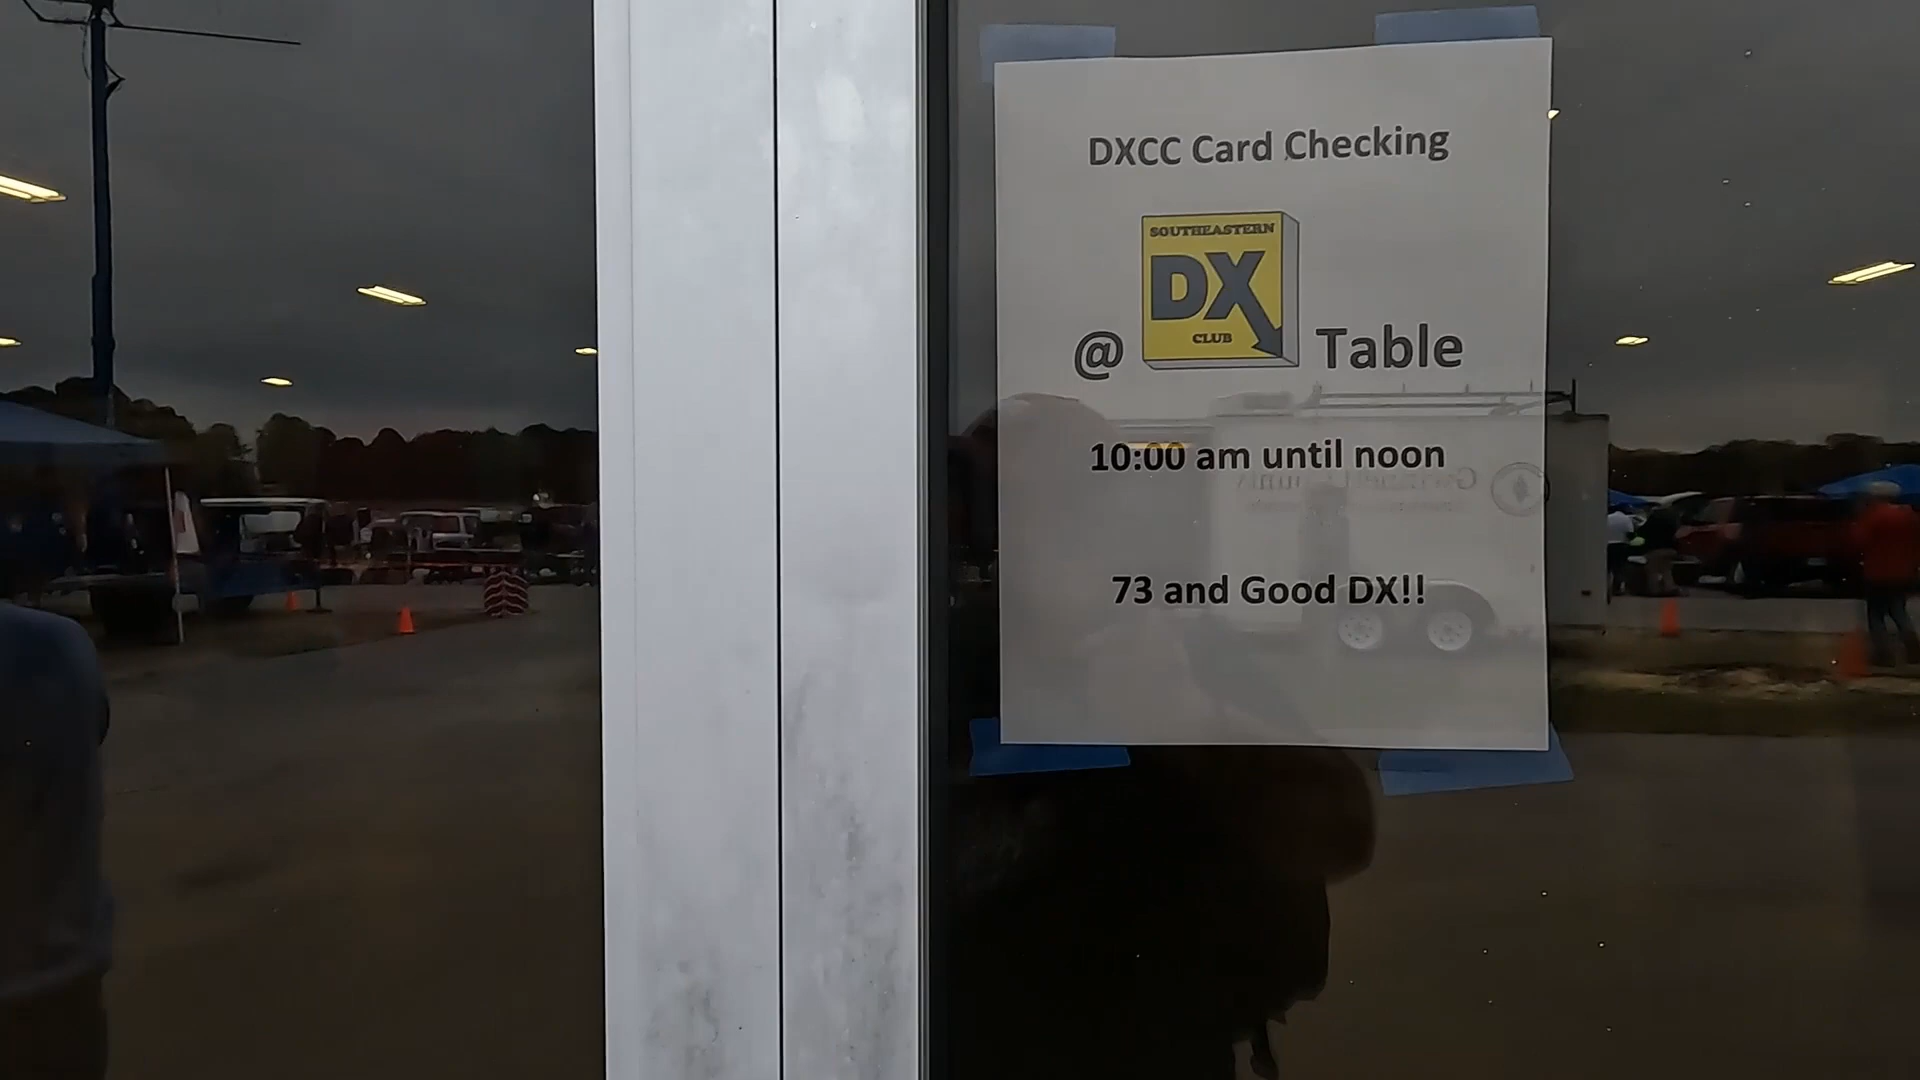 DXCC Card Checking
SOUTHEASTERN
DX
CLUB
@ Table
10:00 am until noon
73 and Good DX!!